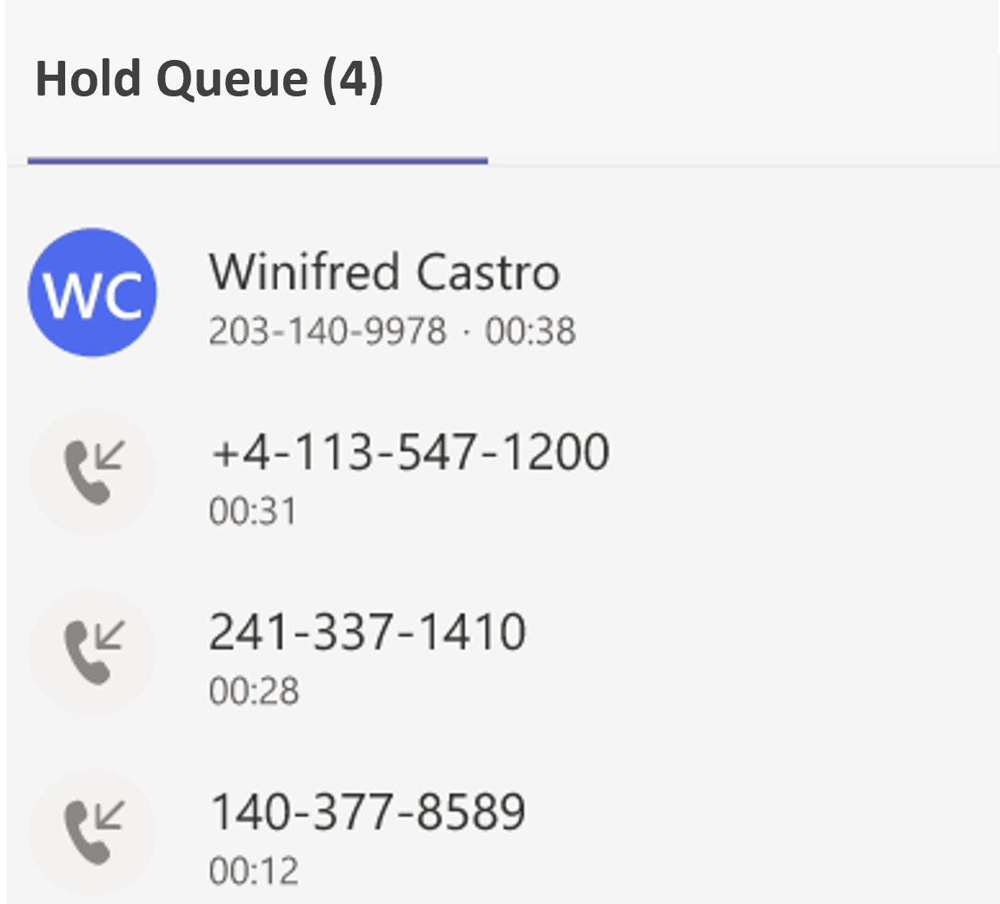 Hold Queue (4)
WC
Winifred Castro
203-140-9978 · 00:38
+4-113-547-1200
00:31
241-337-1410
00:28
140-377-8589
00:12